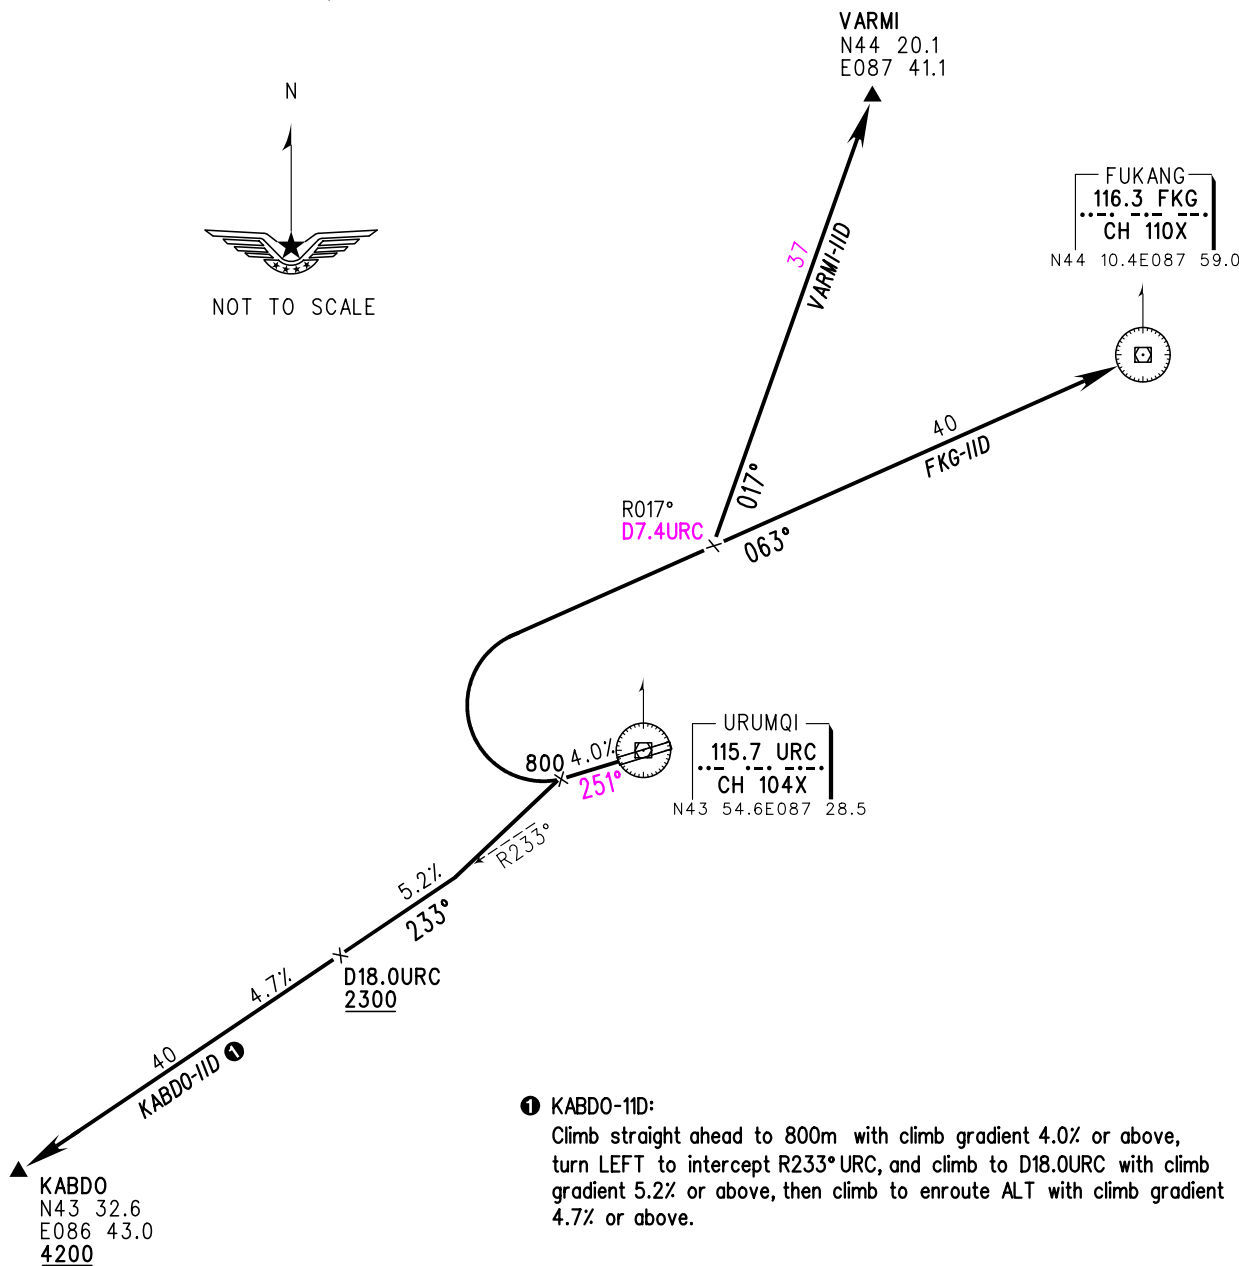 VARMI
N44 20.1
E087 41.1
N
FUKANG
116.3 FKG
CH 110X
N44 10.4E087 59.0
NOT TO SCALE
37
VARMI-11D
40
FKG-11D
017°
R017°
D7.4URC
063°
URUMQI
115.7 URC
CH 104X
N43 54.6E087 28.5
800
4.0%
251°
R233°
5.2%
233°
D18.0URC
2300
4.7%
40
KABDO-11D ❶
KABDO
N43 32.6
E086 43.0
4200
❶ KABDO-11D:
Climb straight ahead to 800m with climb gradient 4.0% or above,
turn LEFT to intercept R233° URC, and climb to D18.0URC with climb
gradient 5.2% or above, then climb to enroute ALT with climb gradient
4.7% or above.